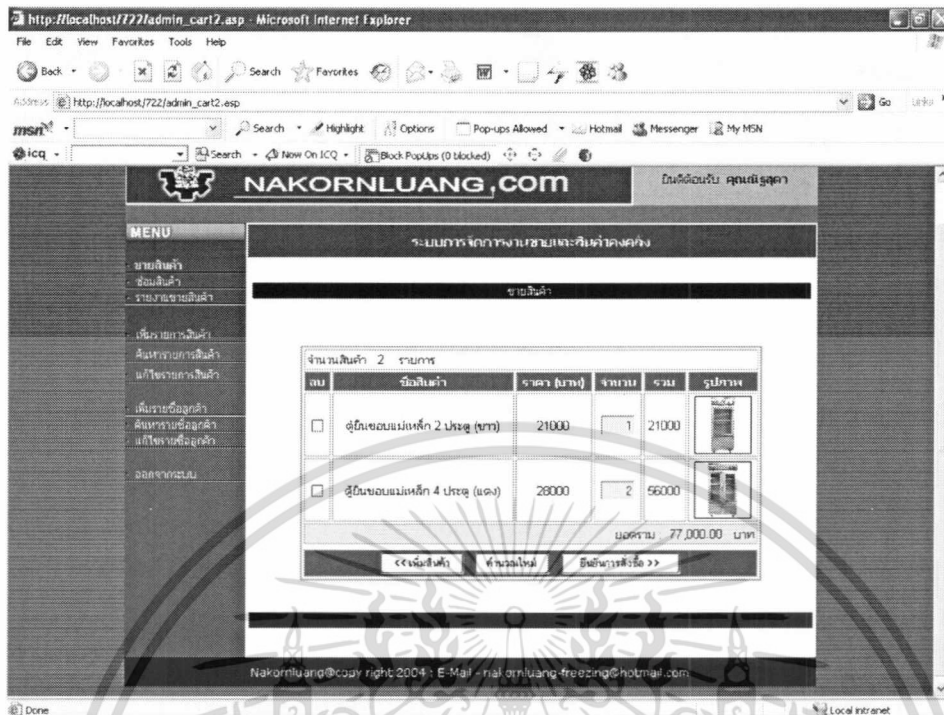 http://localhost/722/admin_cart2.asp - Microsoft Internet Explorer
File Edit View Favorites Tools Help
Back Search Favorites
Address http://localhost/722/admin_cart2.asp Go Links
msn Search Highlight Options Pop-ups Allowed Hotmail Messenger My MSN
icq Search Now On ICQ Block PopUps (0 blocked)
NAKORNLUANG,com
ยินดีต้อนรับ คุณณัฐสุดา
MENU
ระบบการจัดการงานขายและสินค้าคงคลัง
ขายสินค้า
ซ่อมสินค้า
รายงานขายสินค้า
ขายสินค้า
เพิ่มรายการสินค้า
ค้นหารายการสินค้า
แก้ไขรายการสินค้า
เพิ่มรายชื่อลูกค้า
ค้นหารายชื่อลูกค้า
แก้ไขรายชื่อลูกค้า
ออกจากระบบ
จำนวนสินค้า 2 รายการ
ลบ ชื่อสินค้า ราคา (บาท) จำนวน รวม รูปภาพ
ตู้ยืนขอบแม่เหล็ก 2 ประตู (ขาว) 21000 1 21000
ตู้ยืนขอบแม่เหล็ก 4 ประตู (แดง) 28000 2 56000
ยอดรวม 77,000.00 บาท
<<เพิ่มสินค้า คำนวณใหม่ ยืนยันการสั่งซื้อ >>
Nakornluang@copy right 2004 : E-Mail - nakornluang-freezing@hotmail.com
Done Local intranet